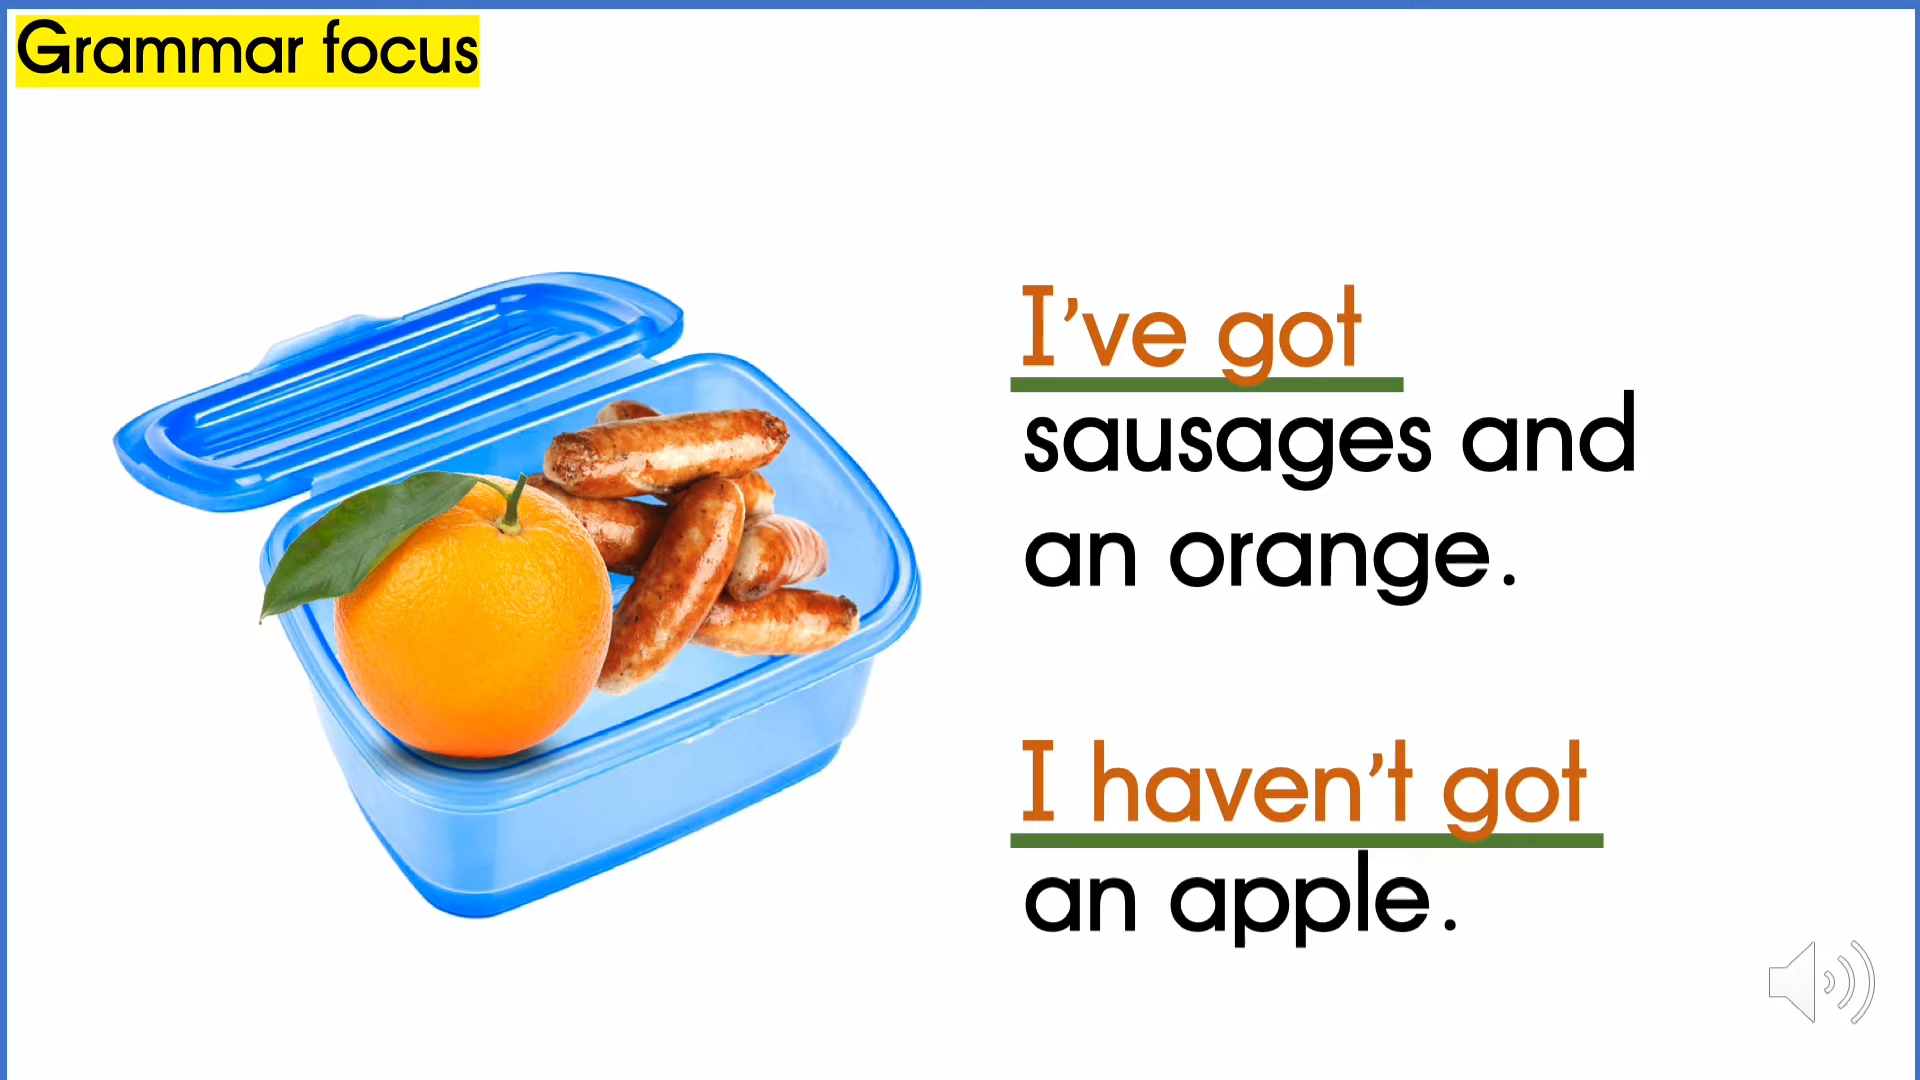 Grammar focus
I’ve got
sausages and
an orange.
I haven’t got
an apple.